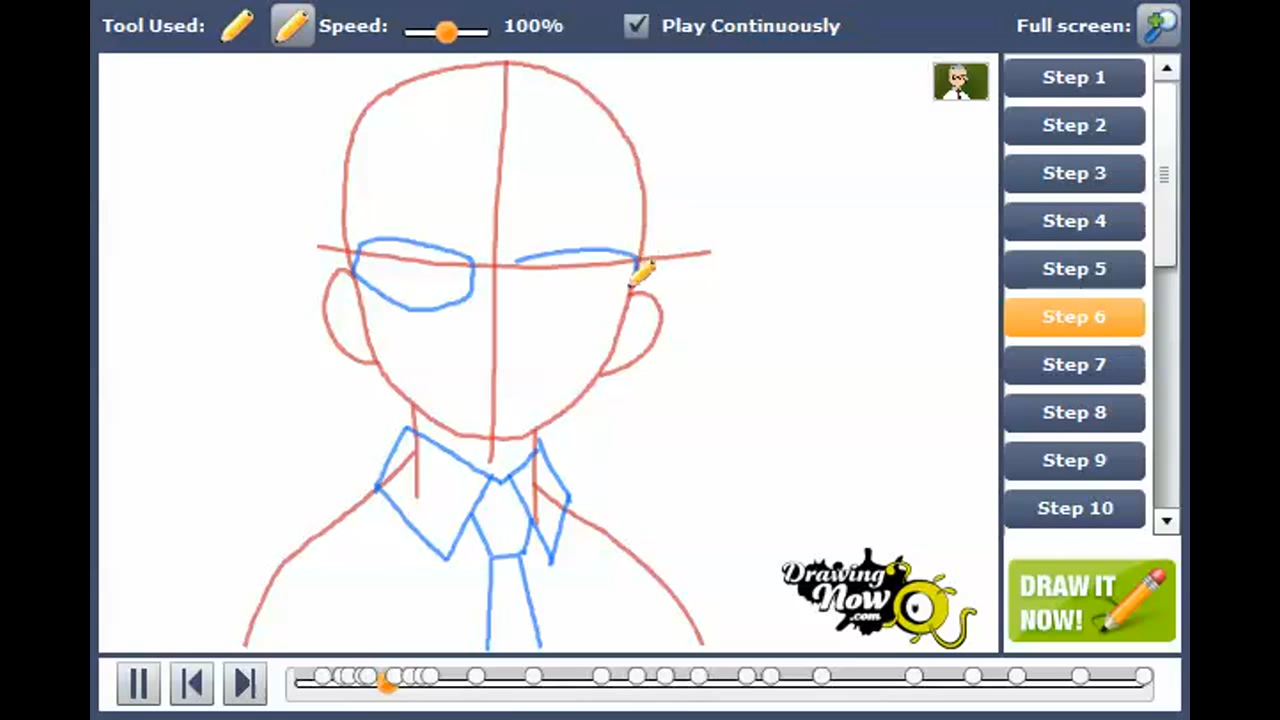 Tool Used:
Speed:
100%
Play Continuously
Full screen:
Step 1
Step 2
Step 3
Step 4
Step 5
Step 6
Step 7
Step 8
Step 9
Step 10
Drawing
Now
.com
DRAW IT
NOW!